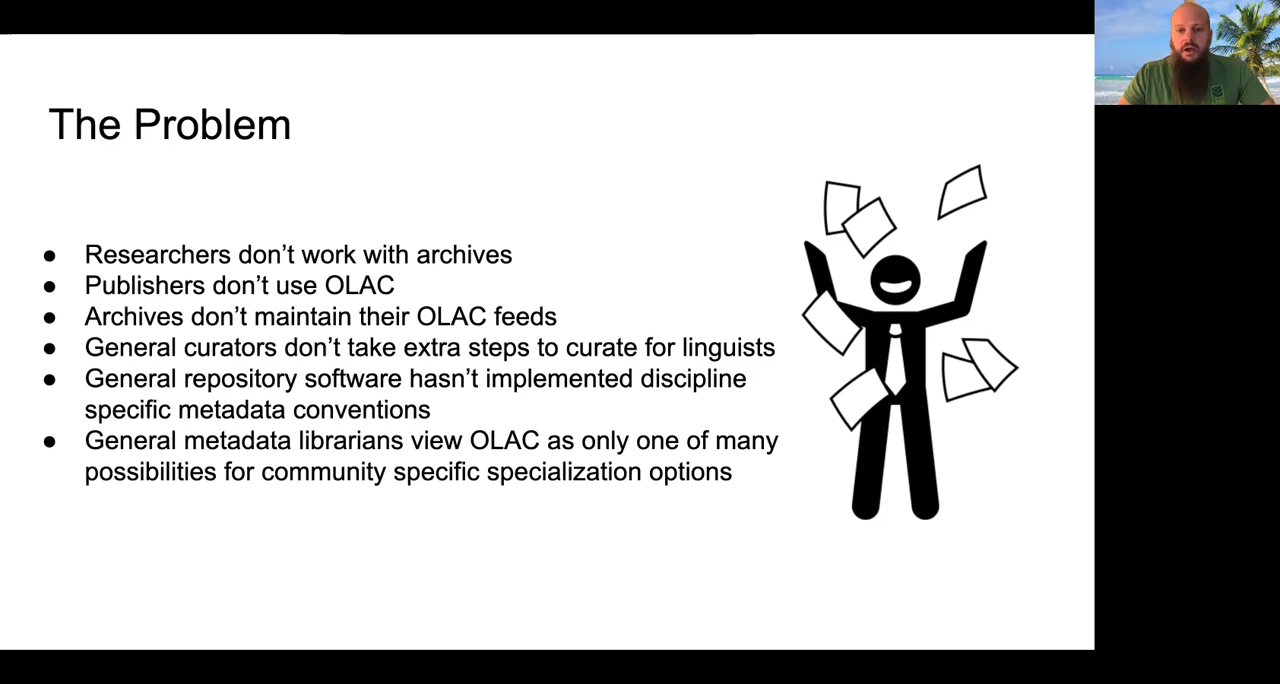 The Problem
● Researchers don’t work with archives
● Publishers don’t use OLAC
● Archives don’t maintain their OLAC feeds
● General curators don’t take extra steps to curate for linguists
● General repository software hasn’t implemented discipline
specific metadata conventions
● General metadata librarians view OLAC as only one of many
possibilities for community specific specialization options